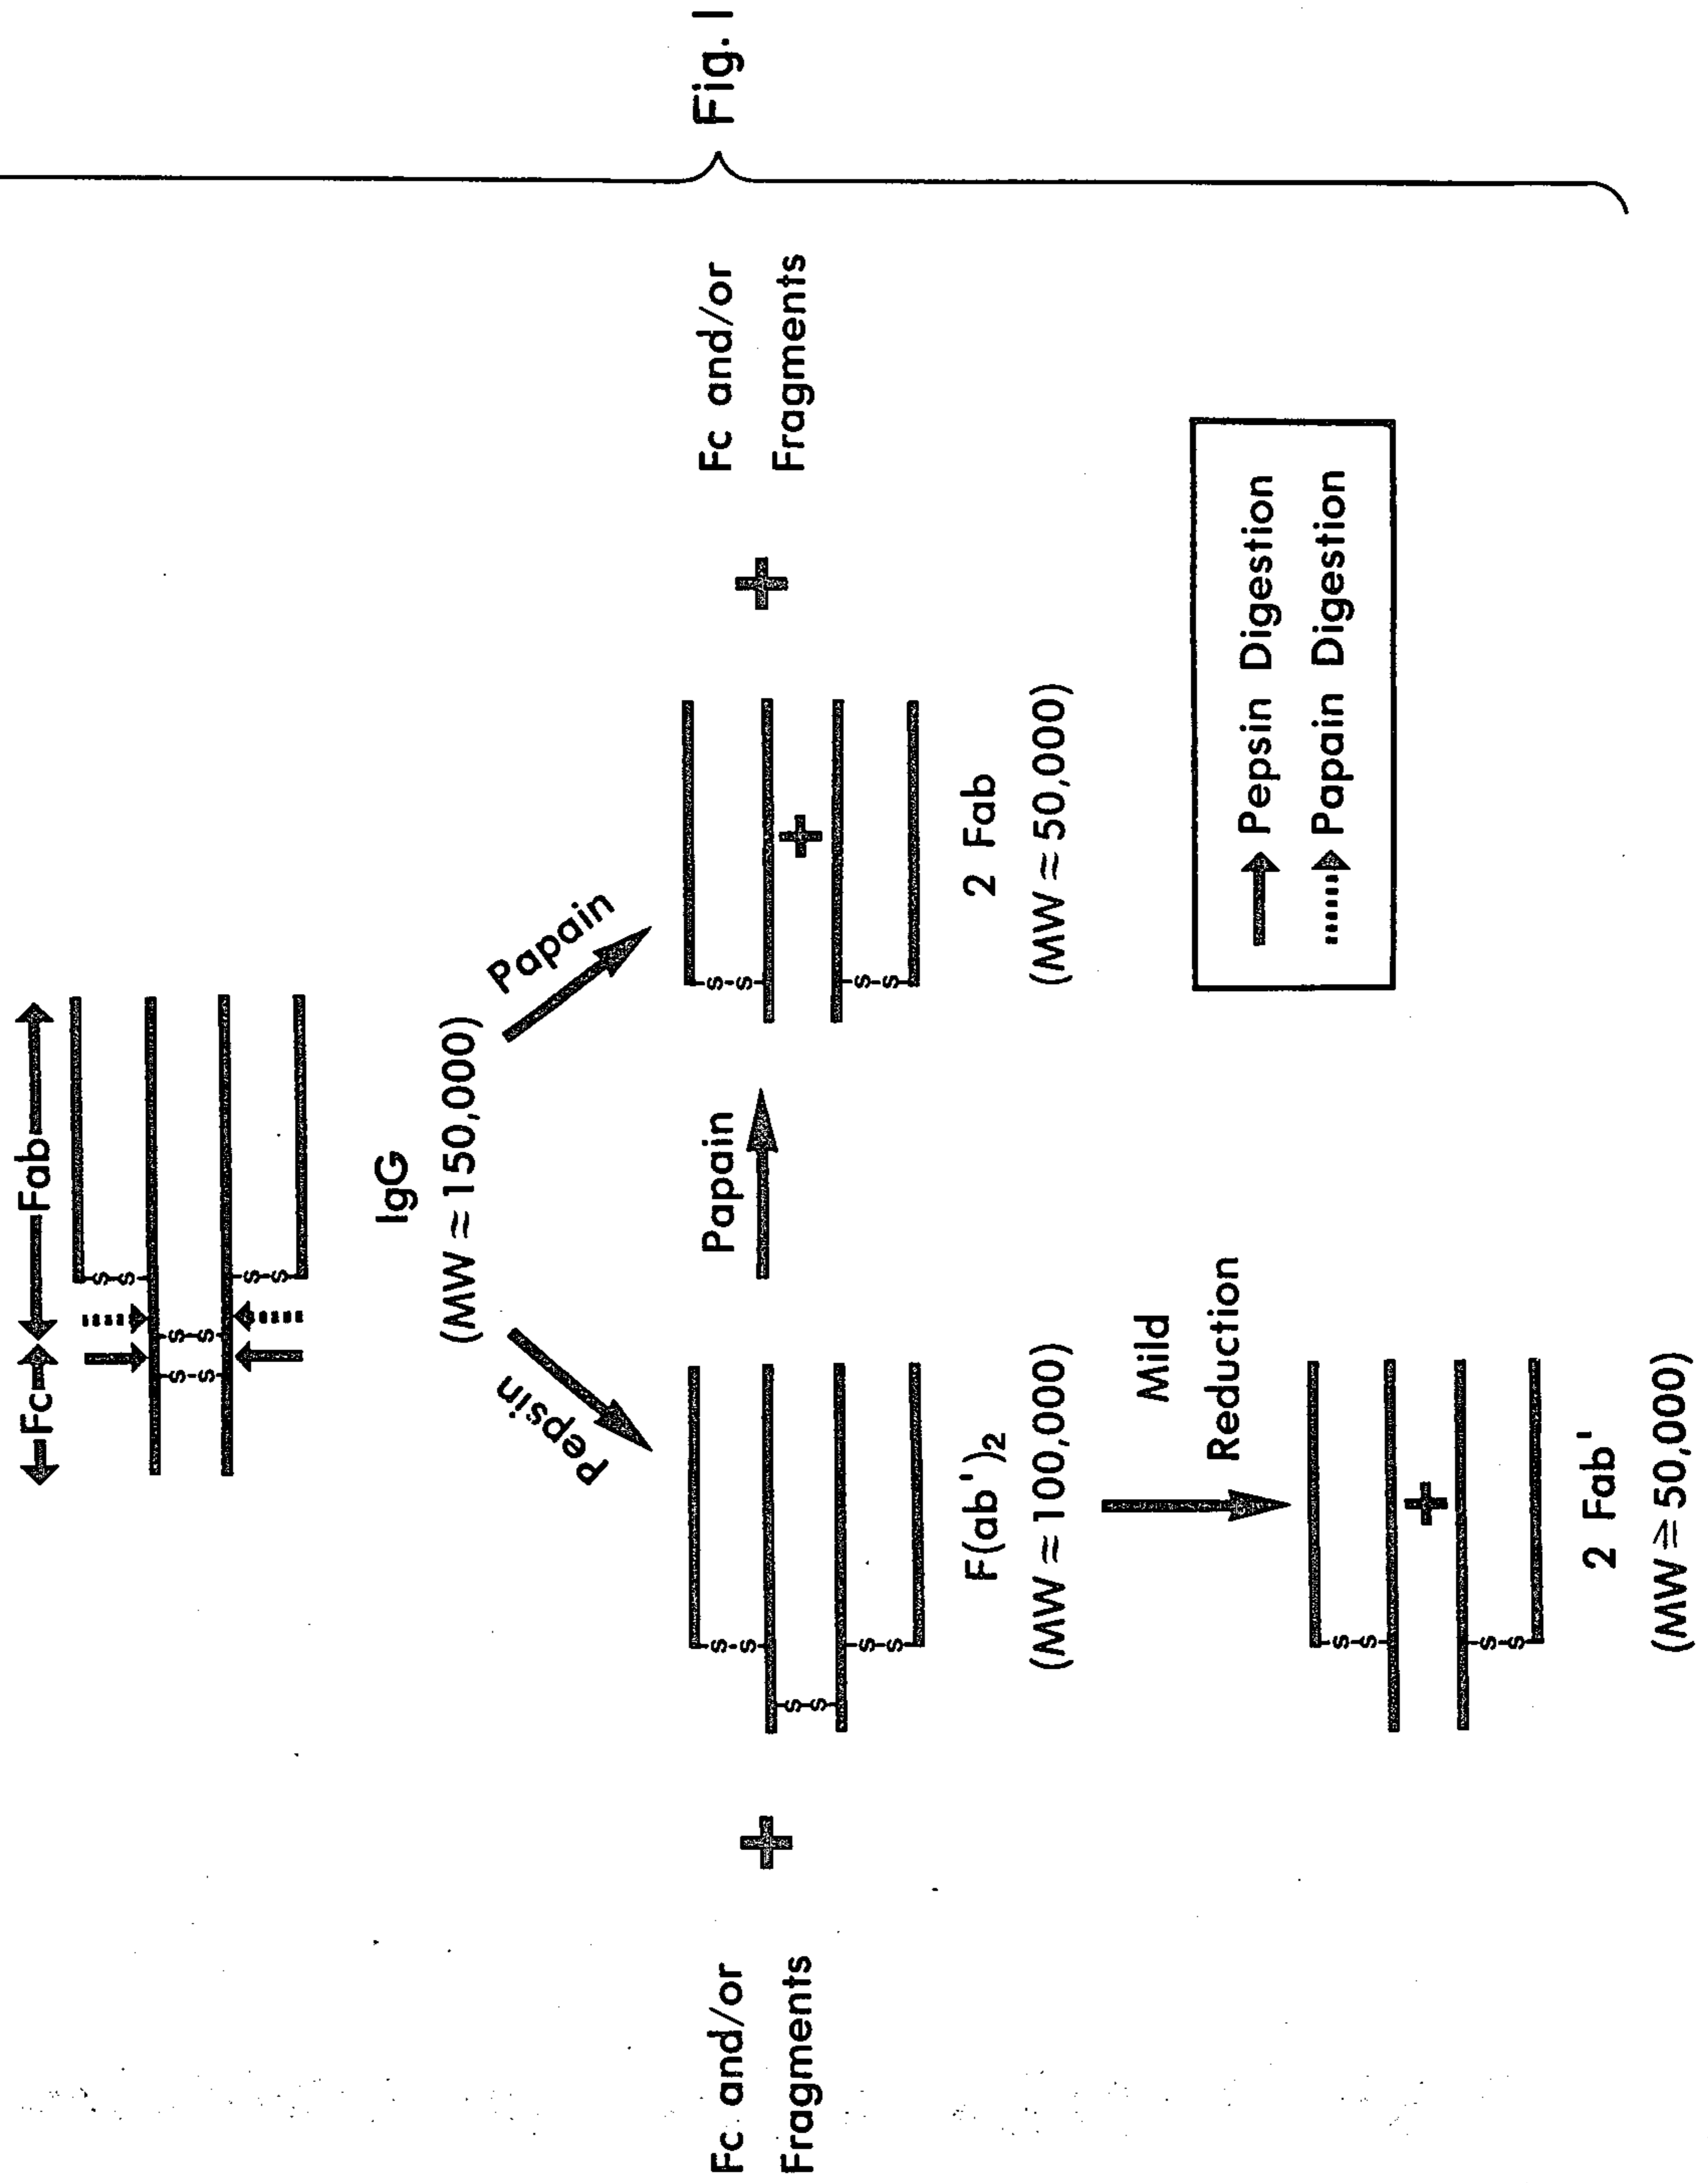 Fc
Fab
S-S
S-S
S-S
S-S
IgG
(MW ≈ 150,000)
Pepsin
Papain
Fc and/or
Fragments
+
S-S
S-S
S-S
F(ab')2
(MW ≈ 100,000)
Papain
S-S
+
S-S
2 Fab
(MW ≈ 50,000)
+
Fc and/or
Fragments
Mild
Reduction
S-S
+
S-S
2 Fab'
(MW ≈ 50,000)
Pepsin Digestion
Papain Digestion
Fig. 1